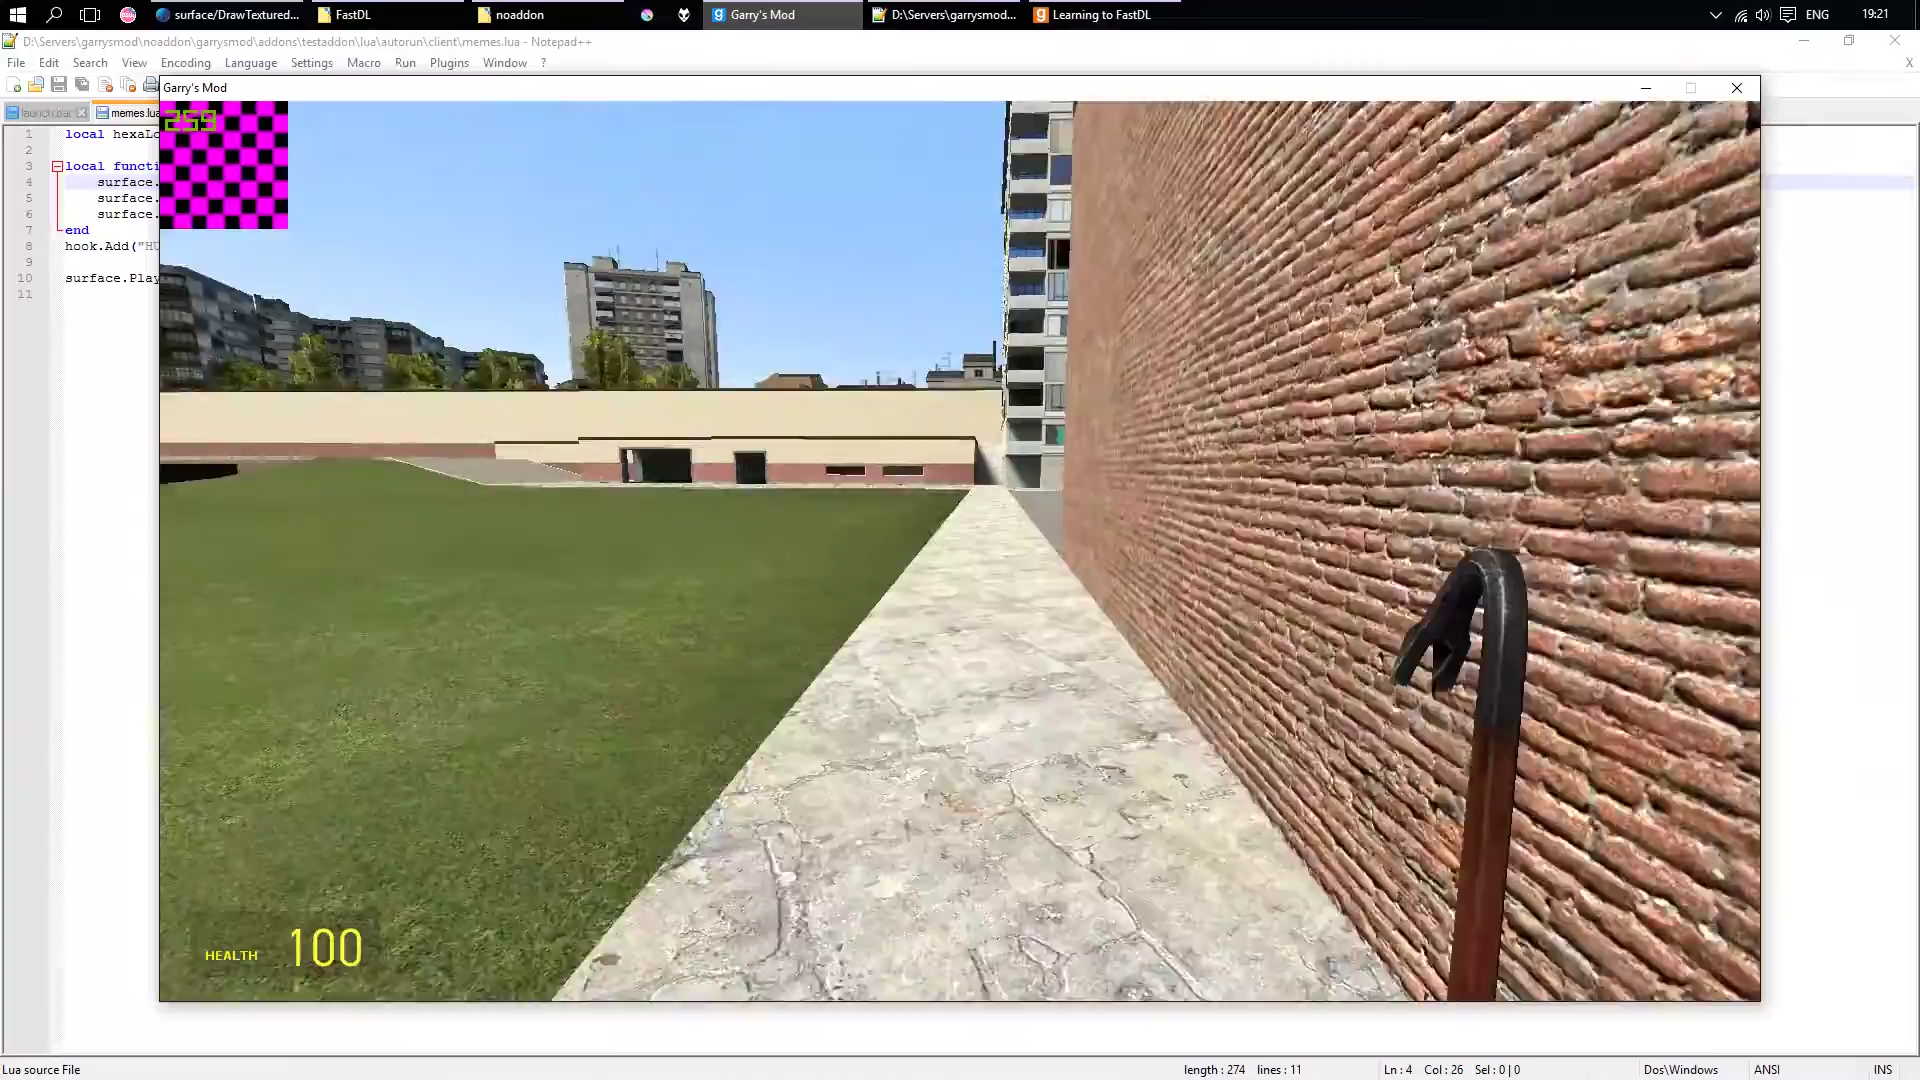 surface/DrawTextured...
FastDL
noaddon
Garry's Mod
D:\Servers\garrysmod...
Learning to FastDL
ENG
19:21
D:\Servers\garrysmod\noaddon\garrysmod\addons\testaddon\lua\autorun\client\memes.lua - Notepad++
File Edit Search View Encoding Language Settings Macro Run Plugins Window ?
X
Garry's Mod
memes.lua
259
1 local hexaLo
2
3 local functi
4 surface.
5 surface.
6 surface.
7 end
8 hook.Add("HU
9
10 surface.Play
11
HEALTH 100
Lua source File
length : 274 lines : 11
Ln : 4 Col : 26 Sel : 0 | 0
Dos\Windows
ANSI
INS